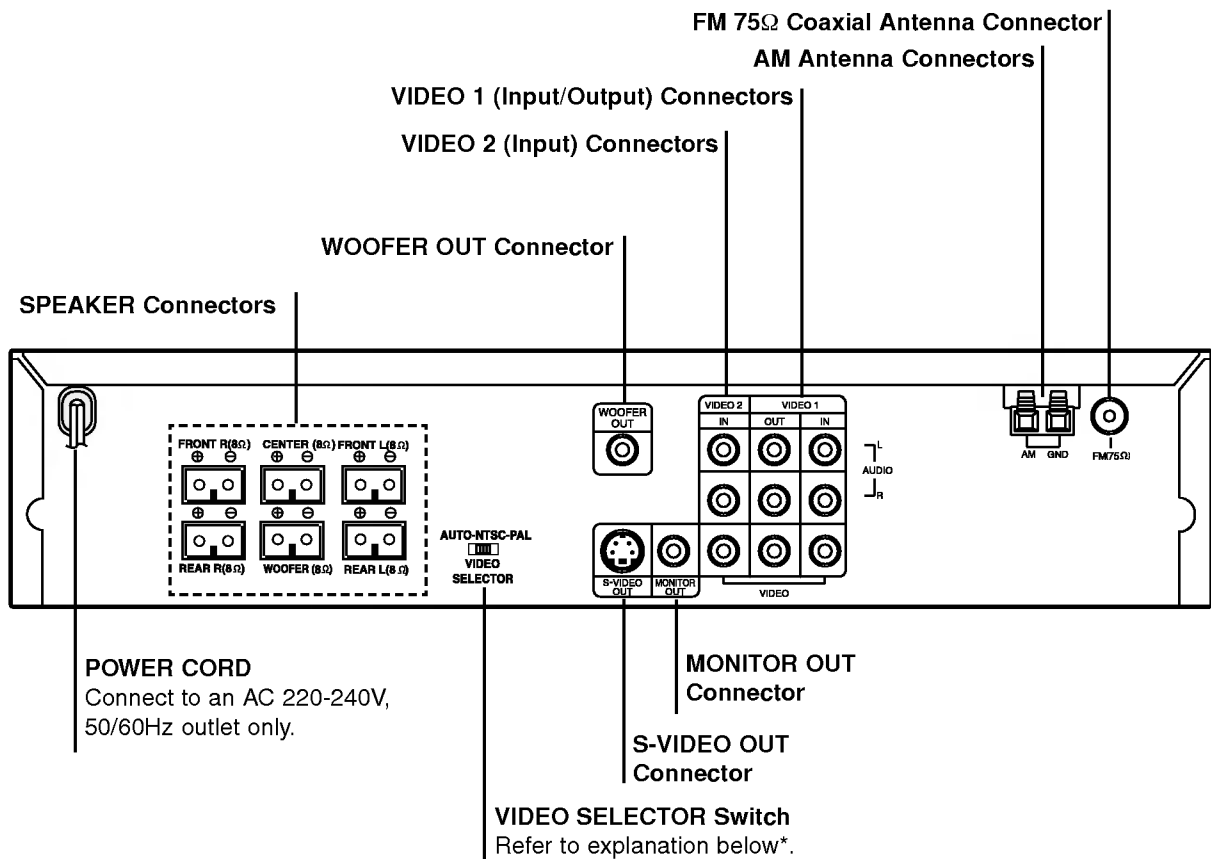 FM 75Ω Coaxial Antenna Connector
AM Antenna Connectors
VIDEO 1 (Input/Output) Connectors
VIDEO 2 (Input) Connectors
WOOFER OUT Connector
SPEAKER Connectors
FRONT R(8Ω) CENTER (8Ω) FRONT L(8Ω)
⊕ ⊖ ⊕ ⊖ ⊕ ⊖
⊕ ⊖ ⊕ ⊖ ⊕ ⊖
REAR R(8Ω) WOOFER (8Ω) REAR L(8Ω)
AUTO-NTSC-PAL
VIDEO
SELECTOR
WOOFER
OUT
VIDEO 2 VIDEO 1
IN OUT IN
L
AUDIO
R
S-VIDEO
OUT
MONITOR
OUT
VIDEO
AM GND
FM(75Ω)
POWER CORD
Connect to an AC 220-240V,
50/60Hz outlet only.
MONITOR OUT
Connector
S-VIDEO OUT
Connector
VIDEO SELECTOR Switch
Refer to explanation below*.